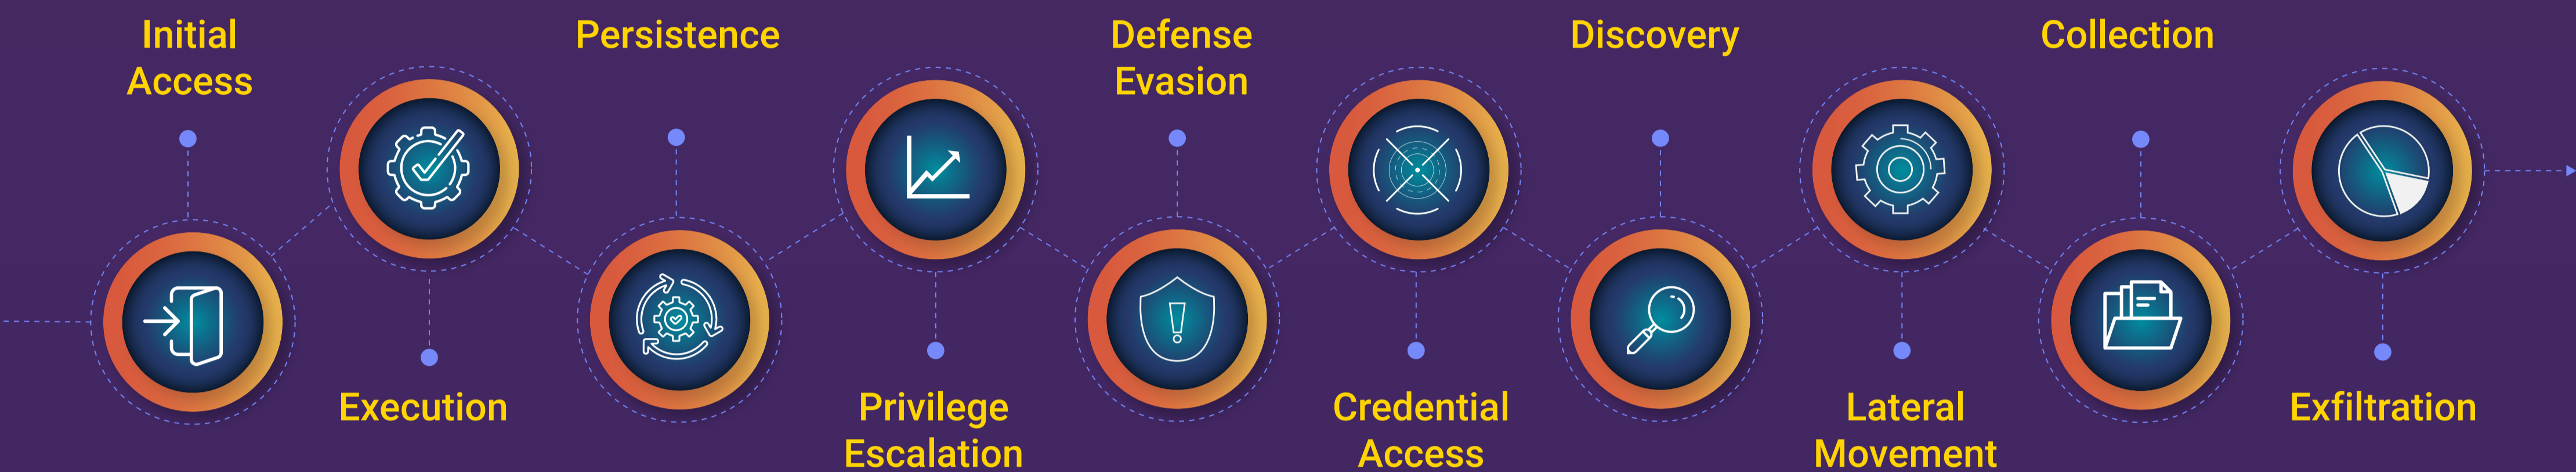 Initial
Access
Execution
Persistence
Privilege
Escalation
Defense
Evasion
Credential
Access
Discovery
Lateral
Movement
Collection
Exfiltration